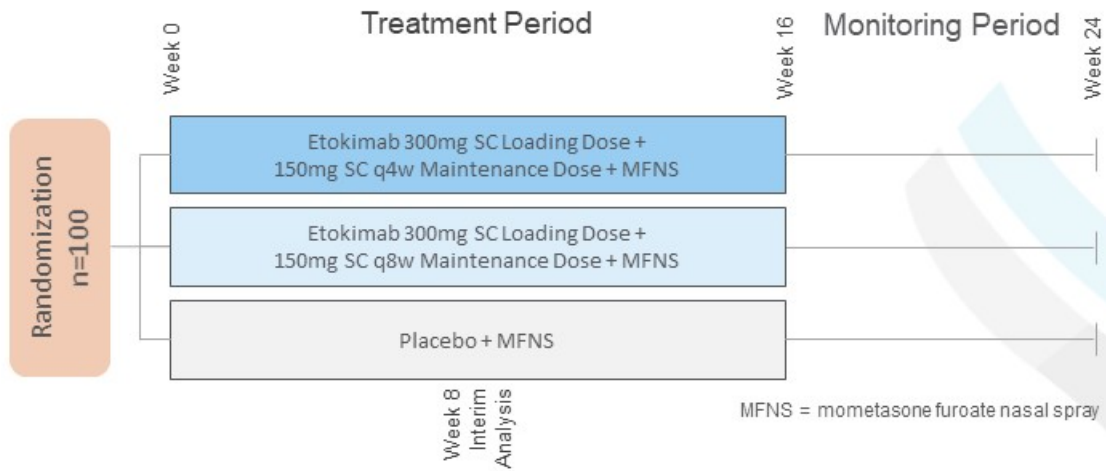 Treatment Period
Monitoring Period
Week 0
Week 16
Week 24
Randomization
n=100
Etokimab 300mg SC Loading Dose +
150mg SC q4w Maintenance Dose + MFNS
Etokimab 300mg SC Loading Dose +
150mg SC q8w Maintenance Dose + MFNS
Placebo + MFNS
Week 8
Interim
Analysis
MFNS = mometasone furoate nasal spray